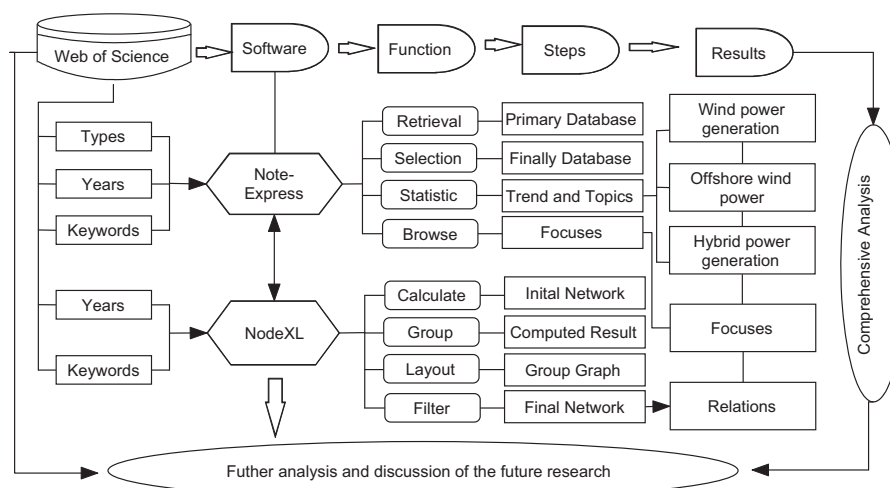 Web of Science
Software
Function
Steps
Results
Types
Years
Keywords
Years
Keywords
Note-
Express
NodeXL
Retrieval
Selection
Statistic
Browse
Calculate
Group
Layout
Filter
Primary Database
Finally Database
Trend and Topics
Focuses
Inital Network
Computed Result
Group Graph
Final Network
Wind power
generation
Offshore wind
power
Hybrid power
generation
Focuses
Relations
Comprehensive Analysis
Futher analysis and discussion of the future research